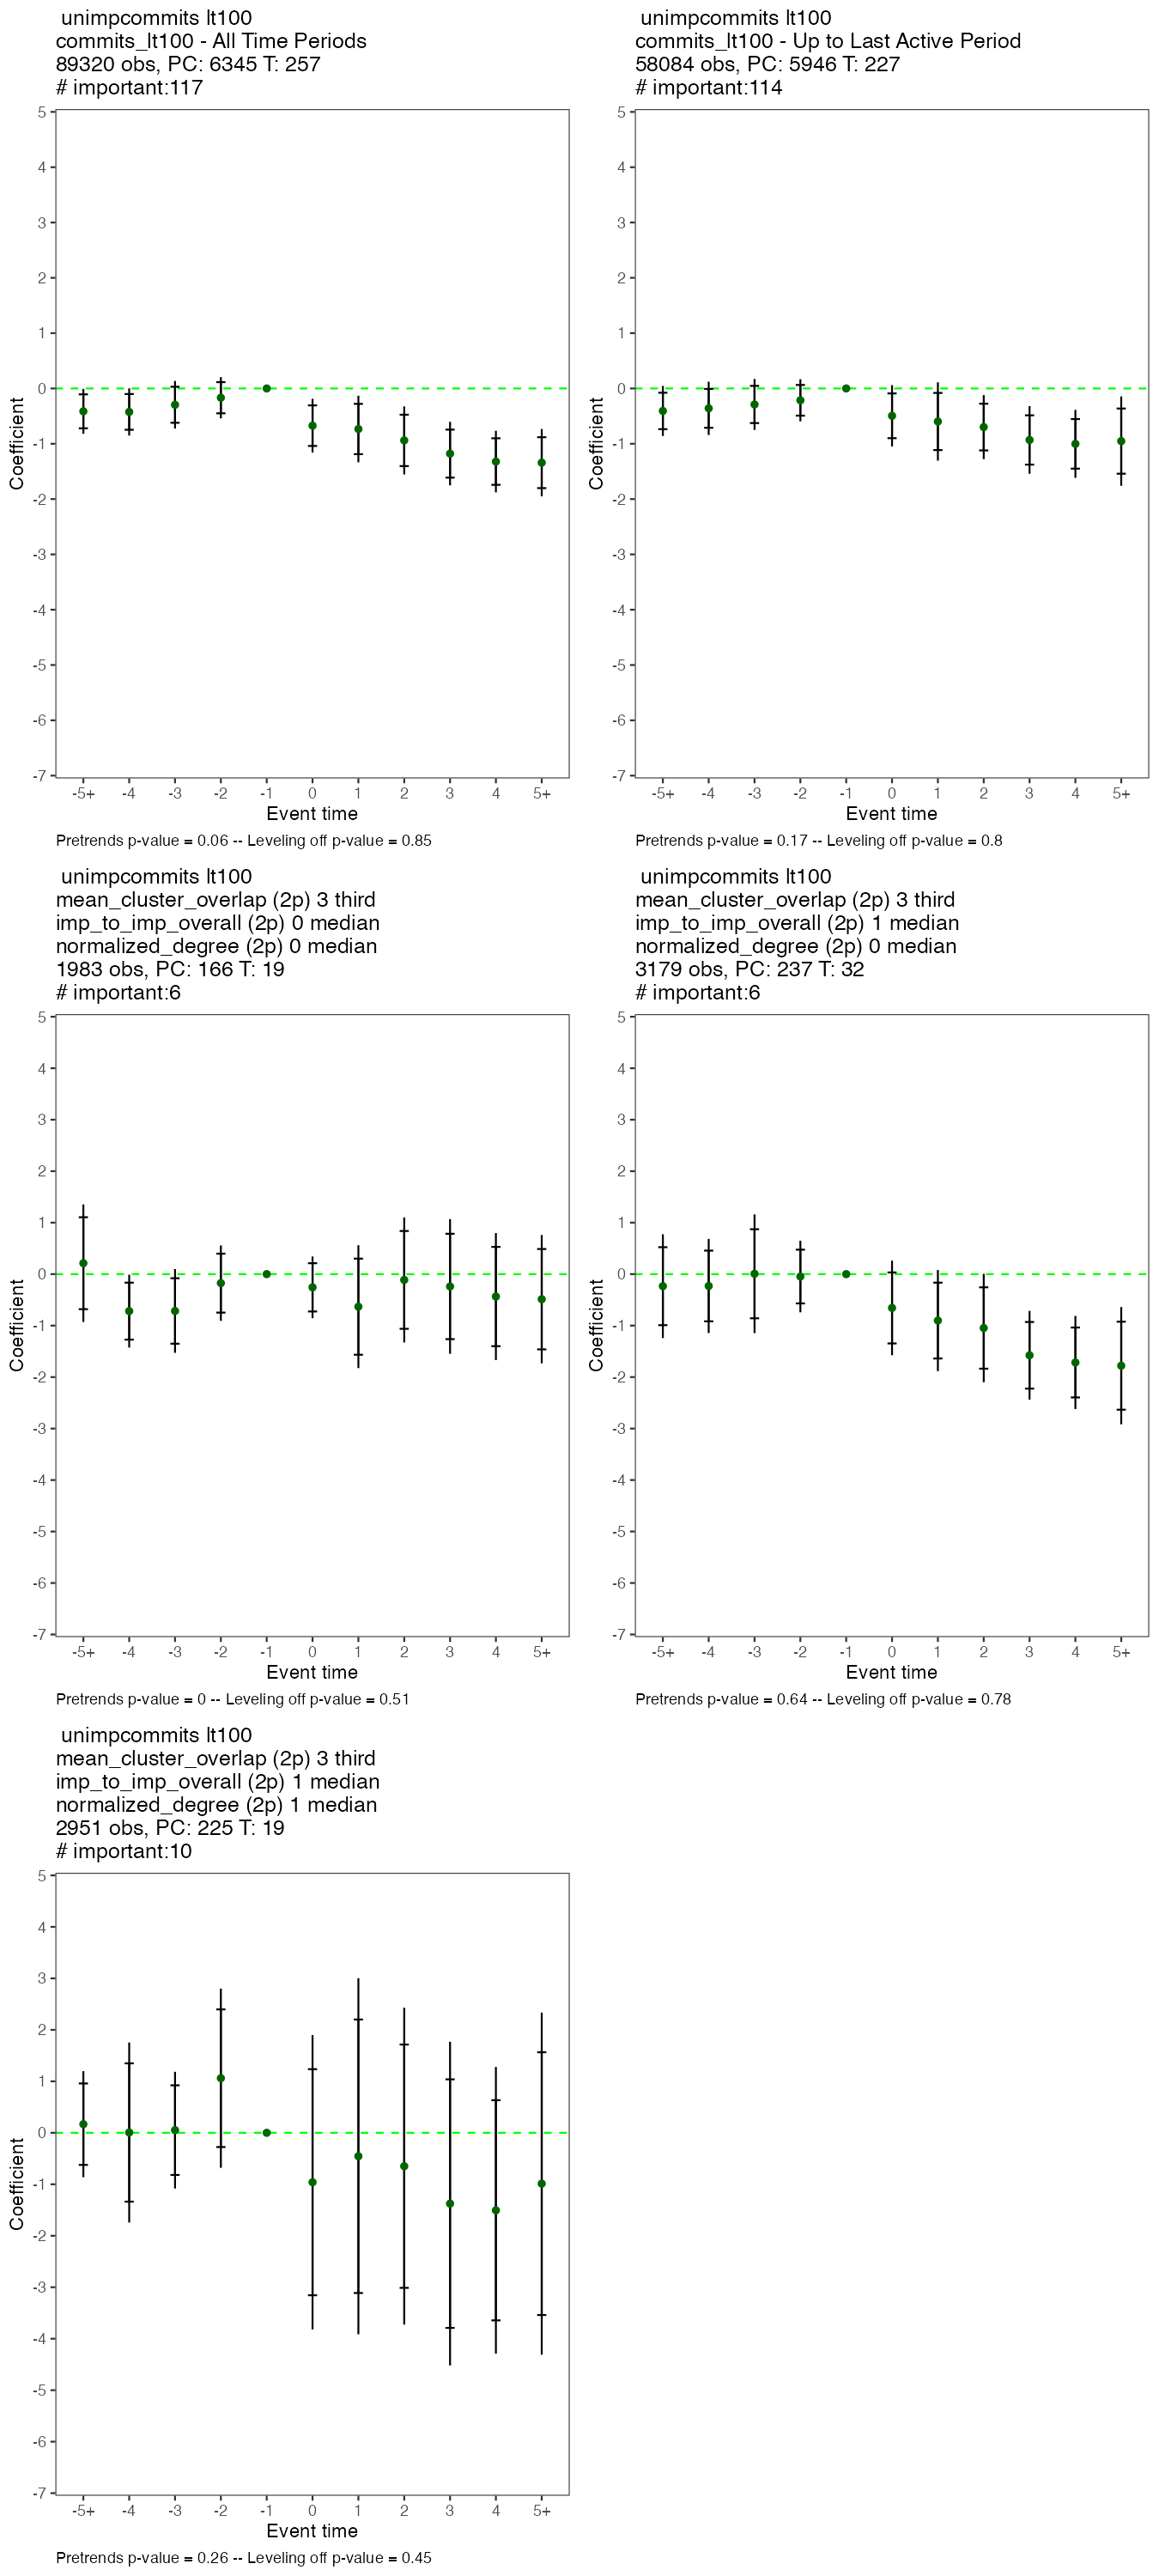 unimpcommits lt100
commits_lt100 - All Time Periods
89320 obs, PC: 6345 T: 257
# important:117
5
4
3
2
1
0
-1
-2
-3
-4
-5
-6
-7
Coefficient
-5+ -4 -3 -2 -1 0 1 2 3 4 5+
Event time
Pretrends p-value = 0.06 -- Leveling off p-value = 0.85
unimpcommits lt100
commits_lt100 - Up to Last Active Period
58084 obs, PC: 5946 T: 227
# important:114
5
4
3
2
1
0
-1
-2
-3
-4
-5
-6
-7
Coefficient
-5+ -4 -3 -2 -1 0 1 2 3 4 5+
Event time
Pretrends p-value = 0.17 -- Leveling off p-value = 0.8
unimpcommits lt100
mean_cluster_overlap (2p) 3 third
imp_to_imp_overall (2p) 0 median
normalized_degree (2p) 0 median
1983 obs, PC: 166 T: 19
# important:6
5
4
3
2
1
0
-1
-2
-3
-4
-5
-6
-7
Coefficient
-5+ -4 -3 -2 -1 0 1 2 3 4 5+
Event time
Pretrends p-value = 0 -- Leveling off p-value = 0.51
unimpcommits lt100
mean_cluster_overlap (2p) 3 third
imp_to_imp_overall (2p) 1 median
normalized_degree (2p) 0 median
3179 obs, PC: 237 T: 32
# important:6
5
4
3
2
1
0
-1
-2
-3
-4
-5
-6
-7
Coefficient
-5+ -4 -3 -2 -1 0 1 2 3 4 5+
Event time
Pretrends p-value = 0.64 -- Leveling off p-value = 0.78
unimpcommits lt100
mean_cluster_overlap (2p) 3 third
imp_to_imp_overall (2p) 1 median
normalized_degree (2p) 1 median
2951 obs, PC: 225 T: 19
# important:10
5
4
3
2
1
0
-1
-2
-3
-4
-5
-6
-7
Coefficient
-5+ -4 -3 -2 -1 0 1 2 3 4 5+
Event time
Pretrends p-value = 0.26 -- Leveling off p-value = 0.45